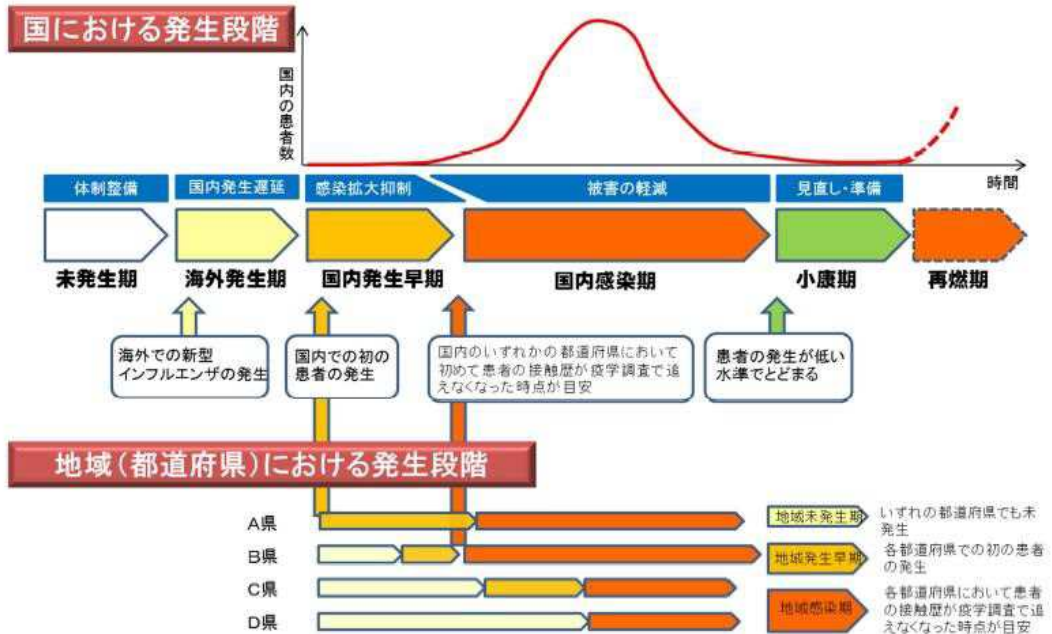 国における発生段階
国内の患者数
時間
体制整備
国内発生遅延
感染拡大抑制
被害の軽減
見直し・準備
未発生期
海外発生期
国内発生早期
国内感染期
小康期
再燃期
海外での新型
インフルエンザの発生
国内での初の
患者の発生
国内のいずれかの都道府県において
初めて患者の接触歴が疫学調査で追
えなくなった時点が目安
患者の発生が低い
水準でとどまる
地域(都道府県)における発生段階
A県
B県
C県
D県
地域未発生期
いずれの都道府県でも未
発生
地域発生早期
各都道府県での初の患者
の発生
地域感染期
各都道府県において患者
の接触歴が疫学調査で追
えなくなった時点が目安